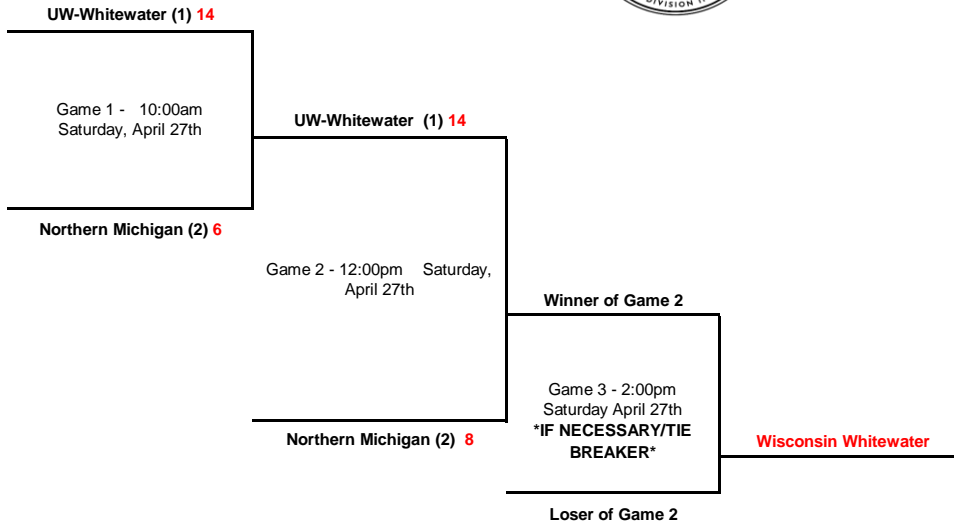 DIVISION II
UW-Whitewater (1) 14
Game 1 - 10:00am
Saturday, April 27th
UW-Whitewater (1) 14
Northern Michigan (2) 6
Game 2 - 12:00pm Saturday,
April 27th
Winner of Game 2
Game 3 - 2:00pm
Saturday April 27th
*IF NECESSARY/TIE
BREAKER*
Northern Michigan (2) 8
Wisconsin Whitewater
Loser of Game 2